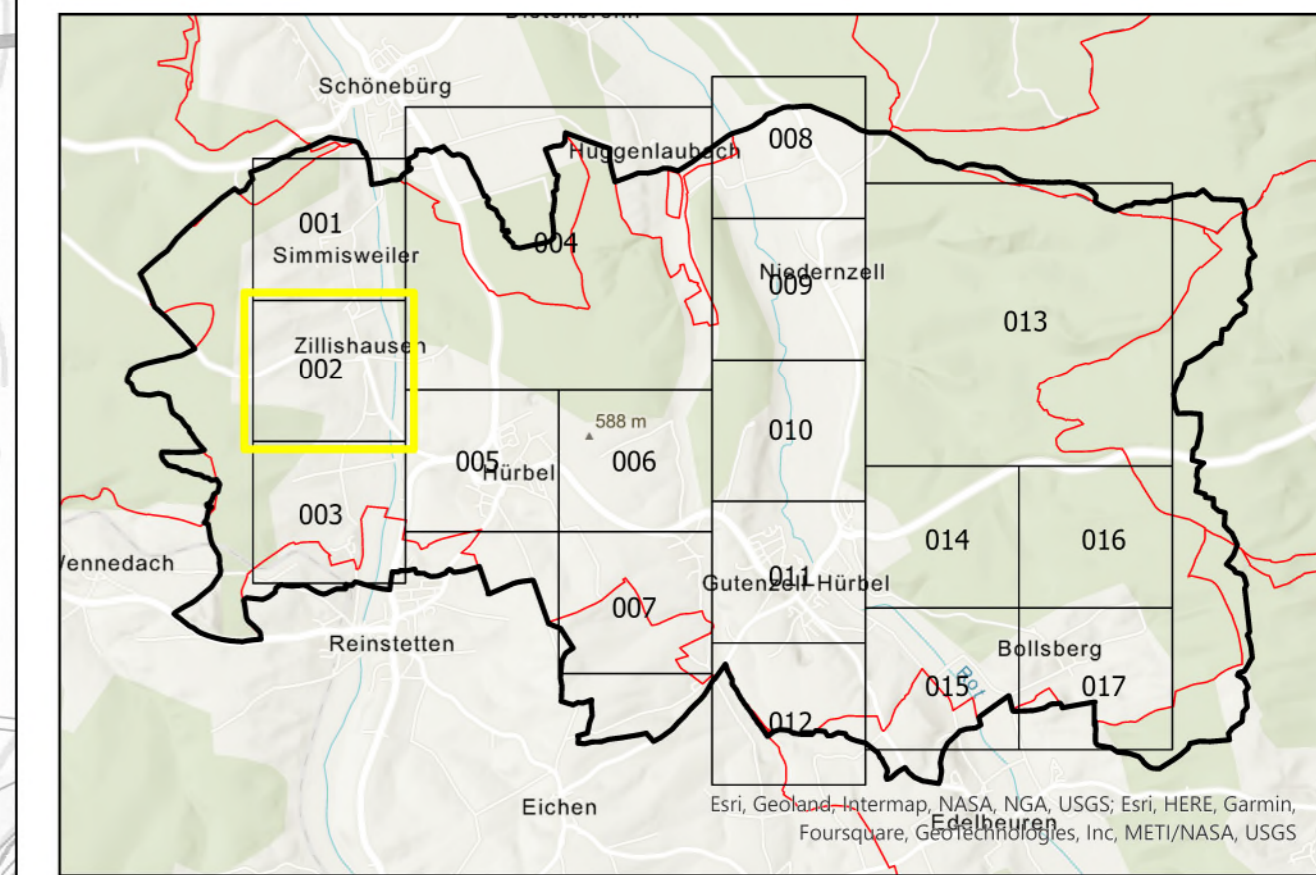 Schönebürg
Huggenlaubach
008
001
Simmisweiler
004
Niedernzell
009
013
Zillishausen
002
588 m
010
005
006
Hürbel
003
014
016
ennedach
011
Gutenzell-Hürbel
007
Reinstetten
Bollsberg
Rot
015
017
012
Eichen
Esri, Geoland, Intermap, NASA, NGA, USGS; Esri, HERE, Garmin,
Edelbeuren
Foursquare, GeoTechnologies, Inc, METI/NASA, USGS